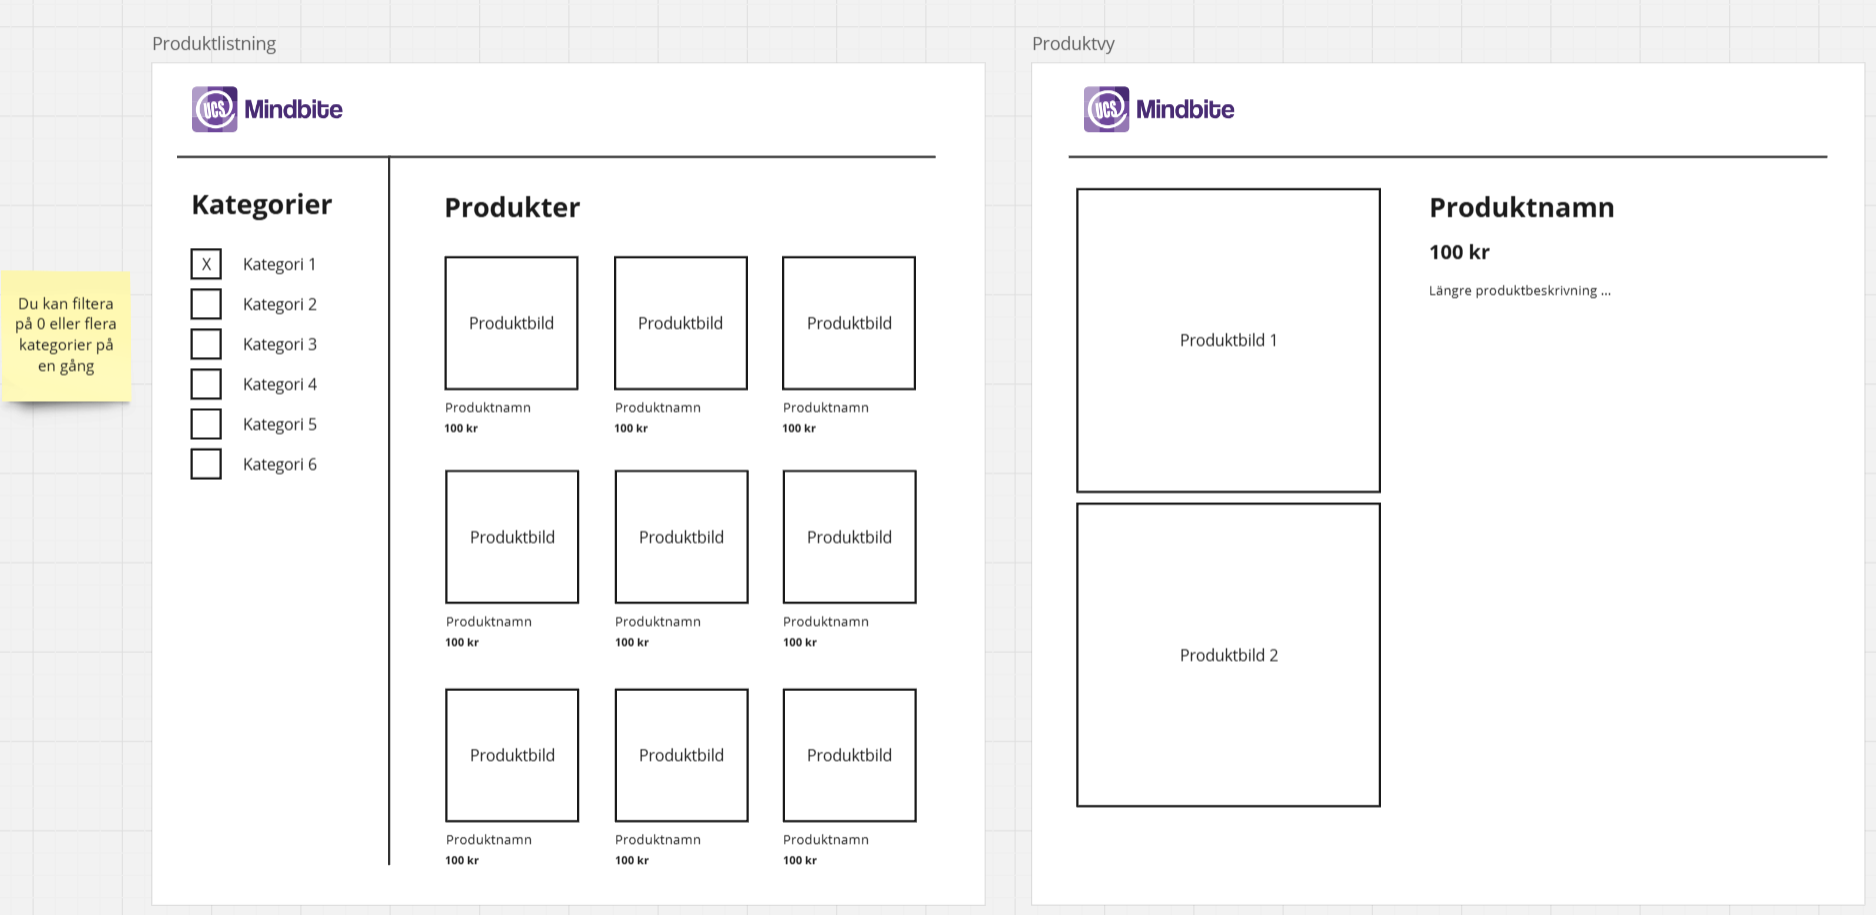 Produktlistning
UCS Mindbite
Kategorier
X Kategori 1
Kategori 2
Kategori 3
Kategori 4
Kategori 5
Kategori 6
Du kan filtera
på 0 eller flera
kategorier på
en gång
Produkter
Produktbild Produktbild Produktbild
Produktnamn Produktnamn Produktnamn
100 kr 100 kr 100 kr
Produktbild Produktbild Produktbild
Produktnamn Produktnamn Produktnamn
100 kr 100 kr 100 kr
Produktbild Produktbild Produktbild
Produktnamn Produktnamn Produktnamn
100 kr 100 kr 100 kr
Produktvy
UCS Mindbite
Produktbild 1
Produktbild 2
Produktnamn
100 kr
Längre produktbeskrivning ...